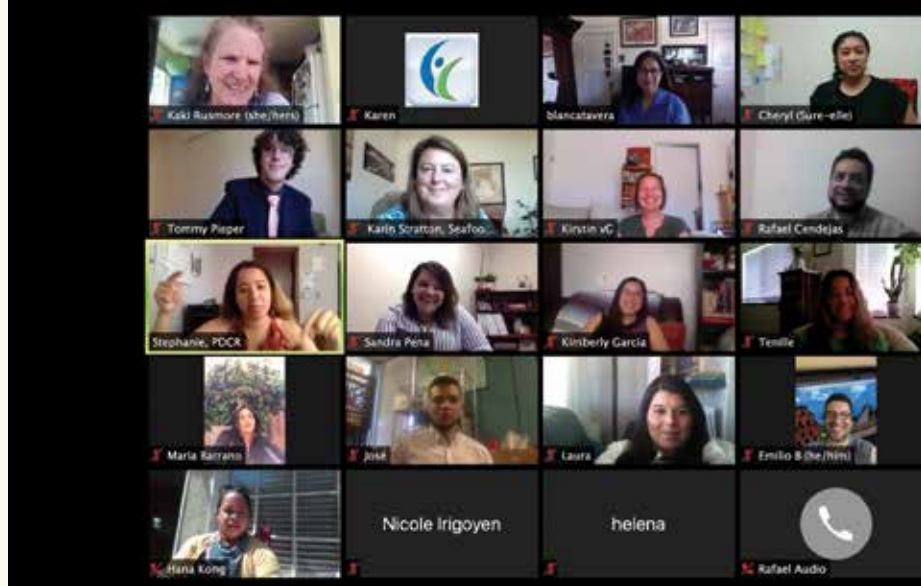 Kaki Rusmore (she/hers)
Karen
blancatavera
Cheryl (Sure-elle)
Tommy Pieper
Karin Stratton, Seafoo...
Kirstin vG
Rafael Cendejas
Stephanie, PDCR
Sandra Pena
Kimberly Garcia
Tenille
Maria Barrano
José
Laura
Emilio B (he/him)
Hana Kong
Nicole Irigoyen
helena
Rafael Audio